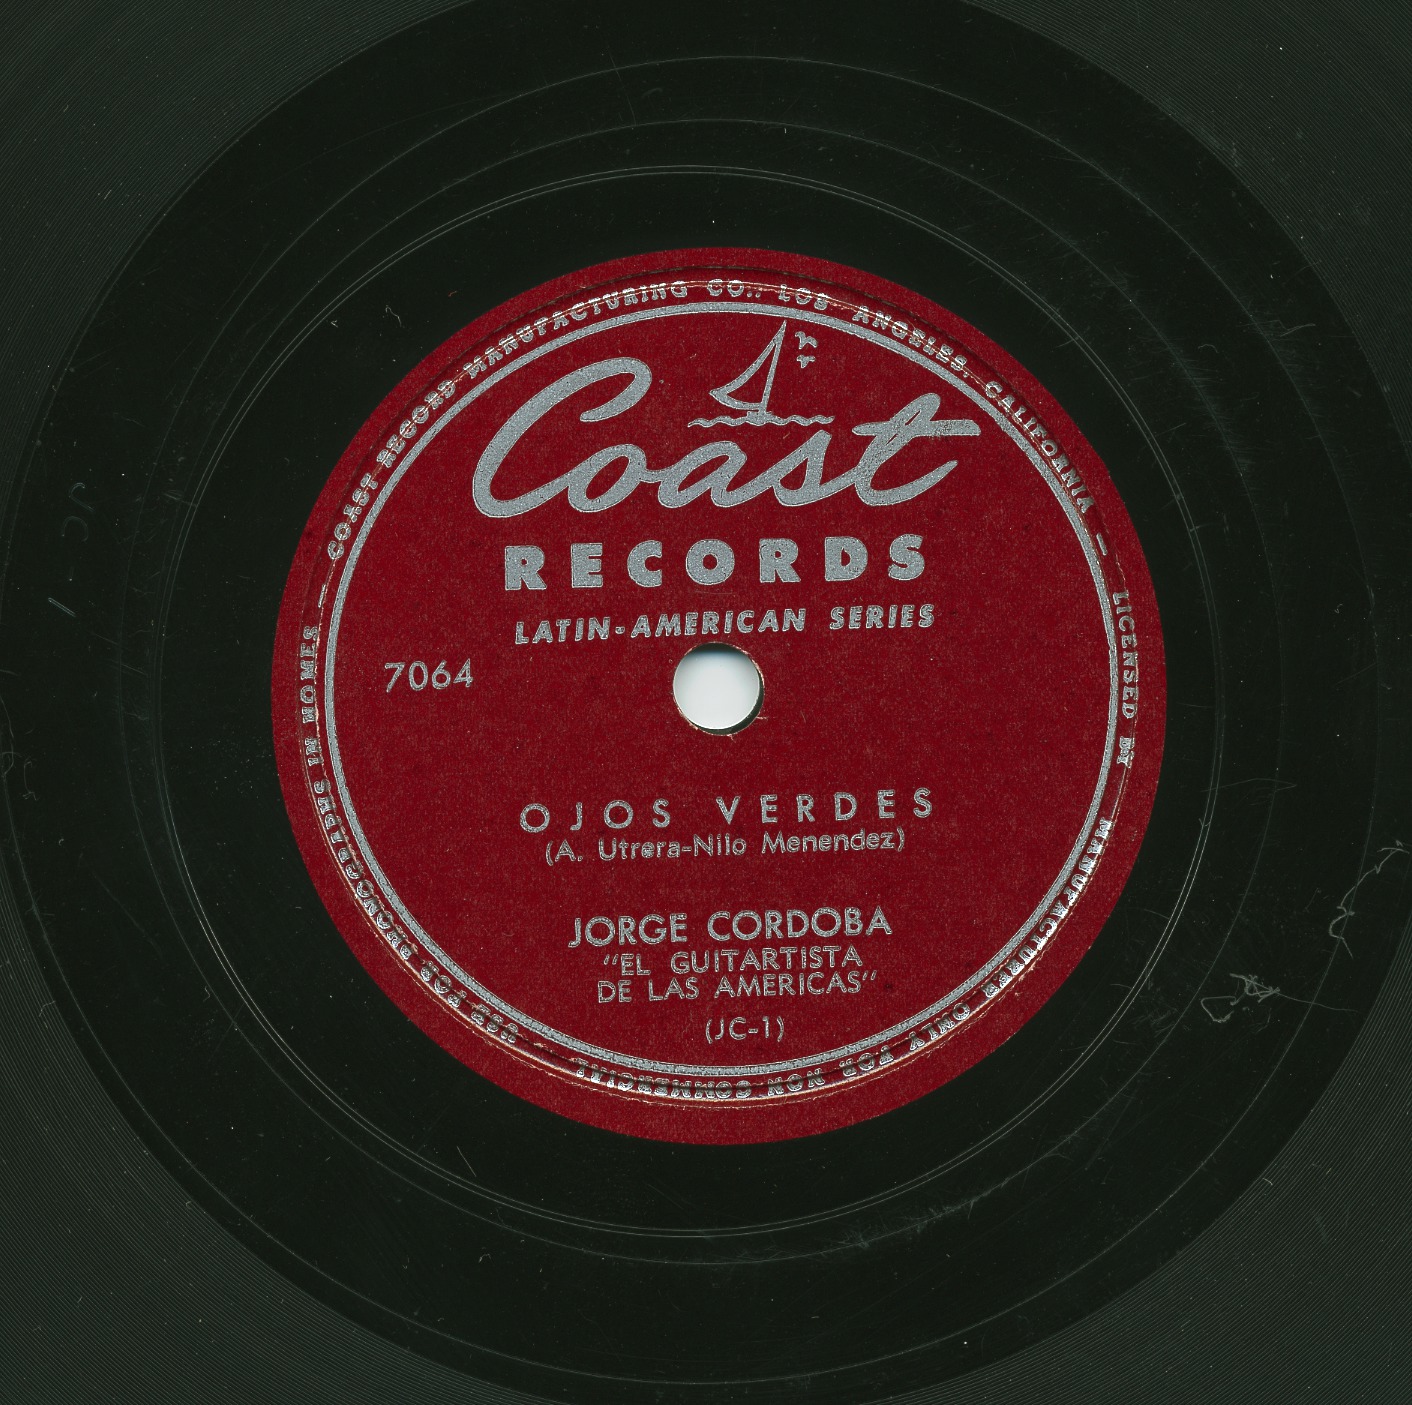 COAST RECORD MANUFACTURING CO., LOS ANGELES, CALIFORNIA — LICENSED BY MANUFACTURER ONLY FOR NON COMMERCIAL USE FOR PHONOGRAPHS IN HOMES —
Coast
RECORDS
LATIN-AMERICAN SERIES
7064
OJOS VERDES
(A. Utrera-Nilo Menendez)
JORGE CORDOBA
"EL GUITARTISTA
DE LAS AMERICAS"
(JC-1)
JC-1